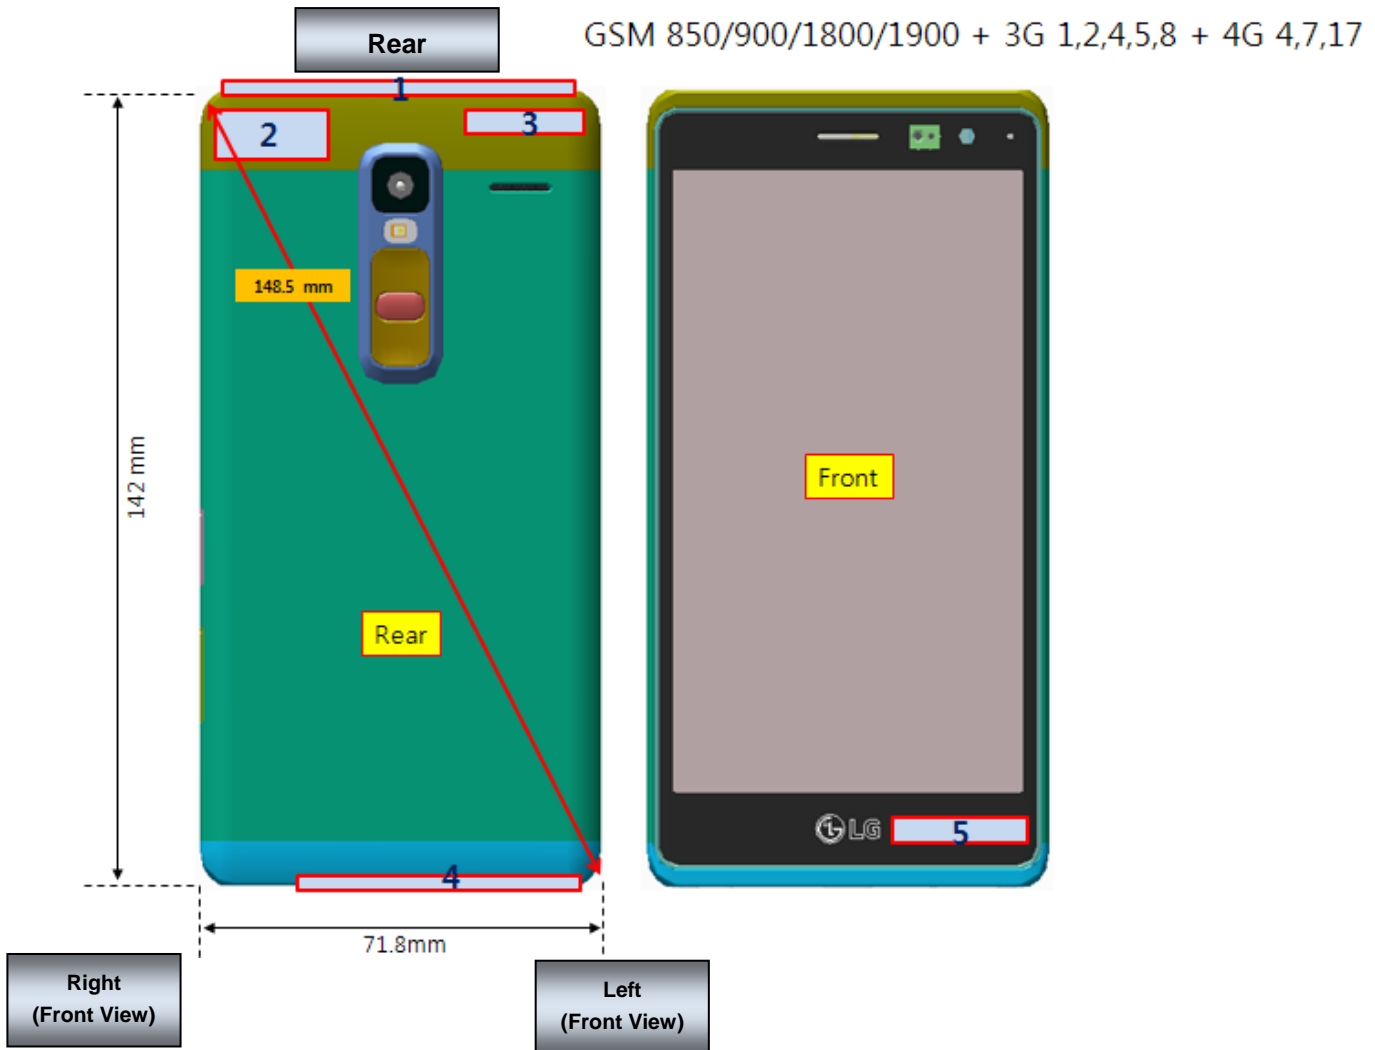 Rear
GSM 850/900/1800/1900 + 3G 1,2,4,5,8 + 4G 4,7,17
1
2
3
148.5 mm
142 mm
Front
Rear
LG
5
4
71.8mm
Right
(Front View)
Left
(Front View)